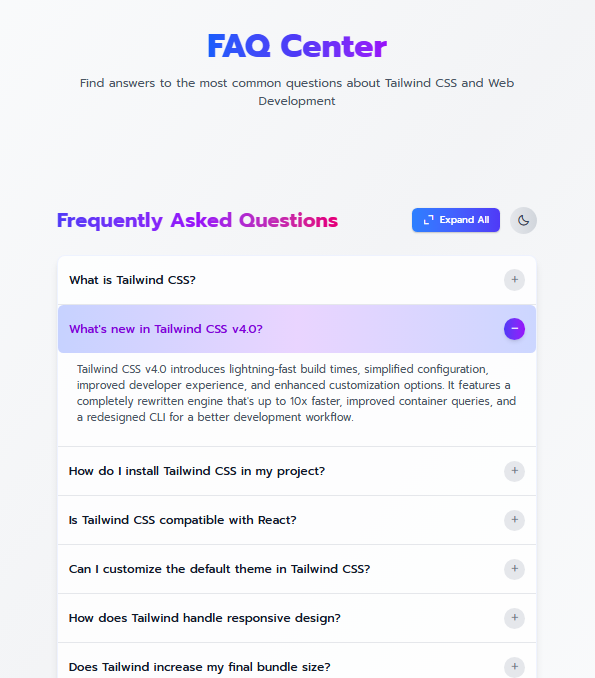 FAQ Center
Find answers to the most common questions about Tailwind CSS and Web
Development
Frequently Asked Questions
Expand All
What is Tailwind CSS?
What's new in Tailwind CSS v4.0?
Tailwind CSS v4.0 introduces lightning-fast build times, simplified configuration,
improved developer experience, and enhanced customization options. It features a
completely rewritten engine that's up to 10x faster, improved container queries, and
a redesigned CLI for a better development workflow.
How do I install Tailwind CSS in my project?
Is Tailwind CSS compatible with React?
Can I customize the default theme in Tailwind CSS?
How does Tailwind handle responsive design?
Does Tailwind increase my final bundle size?